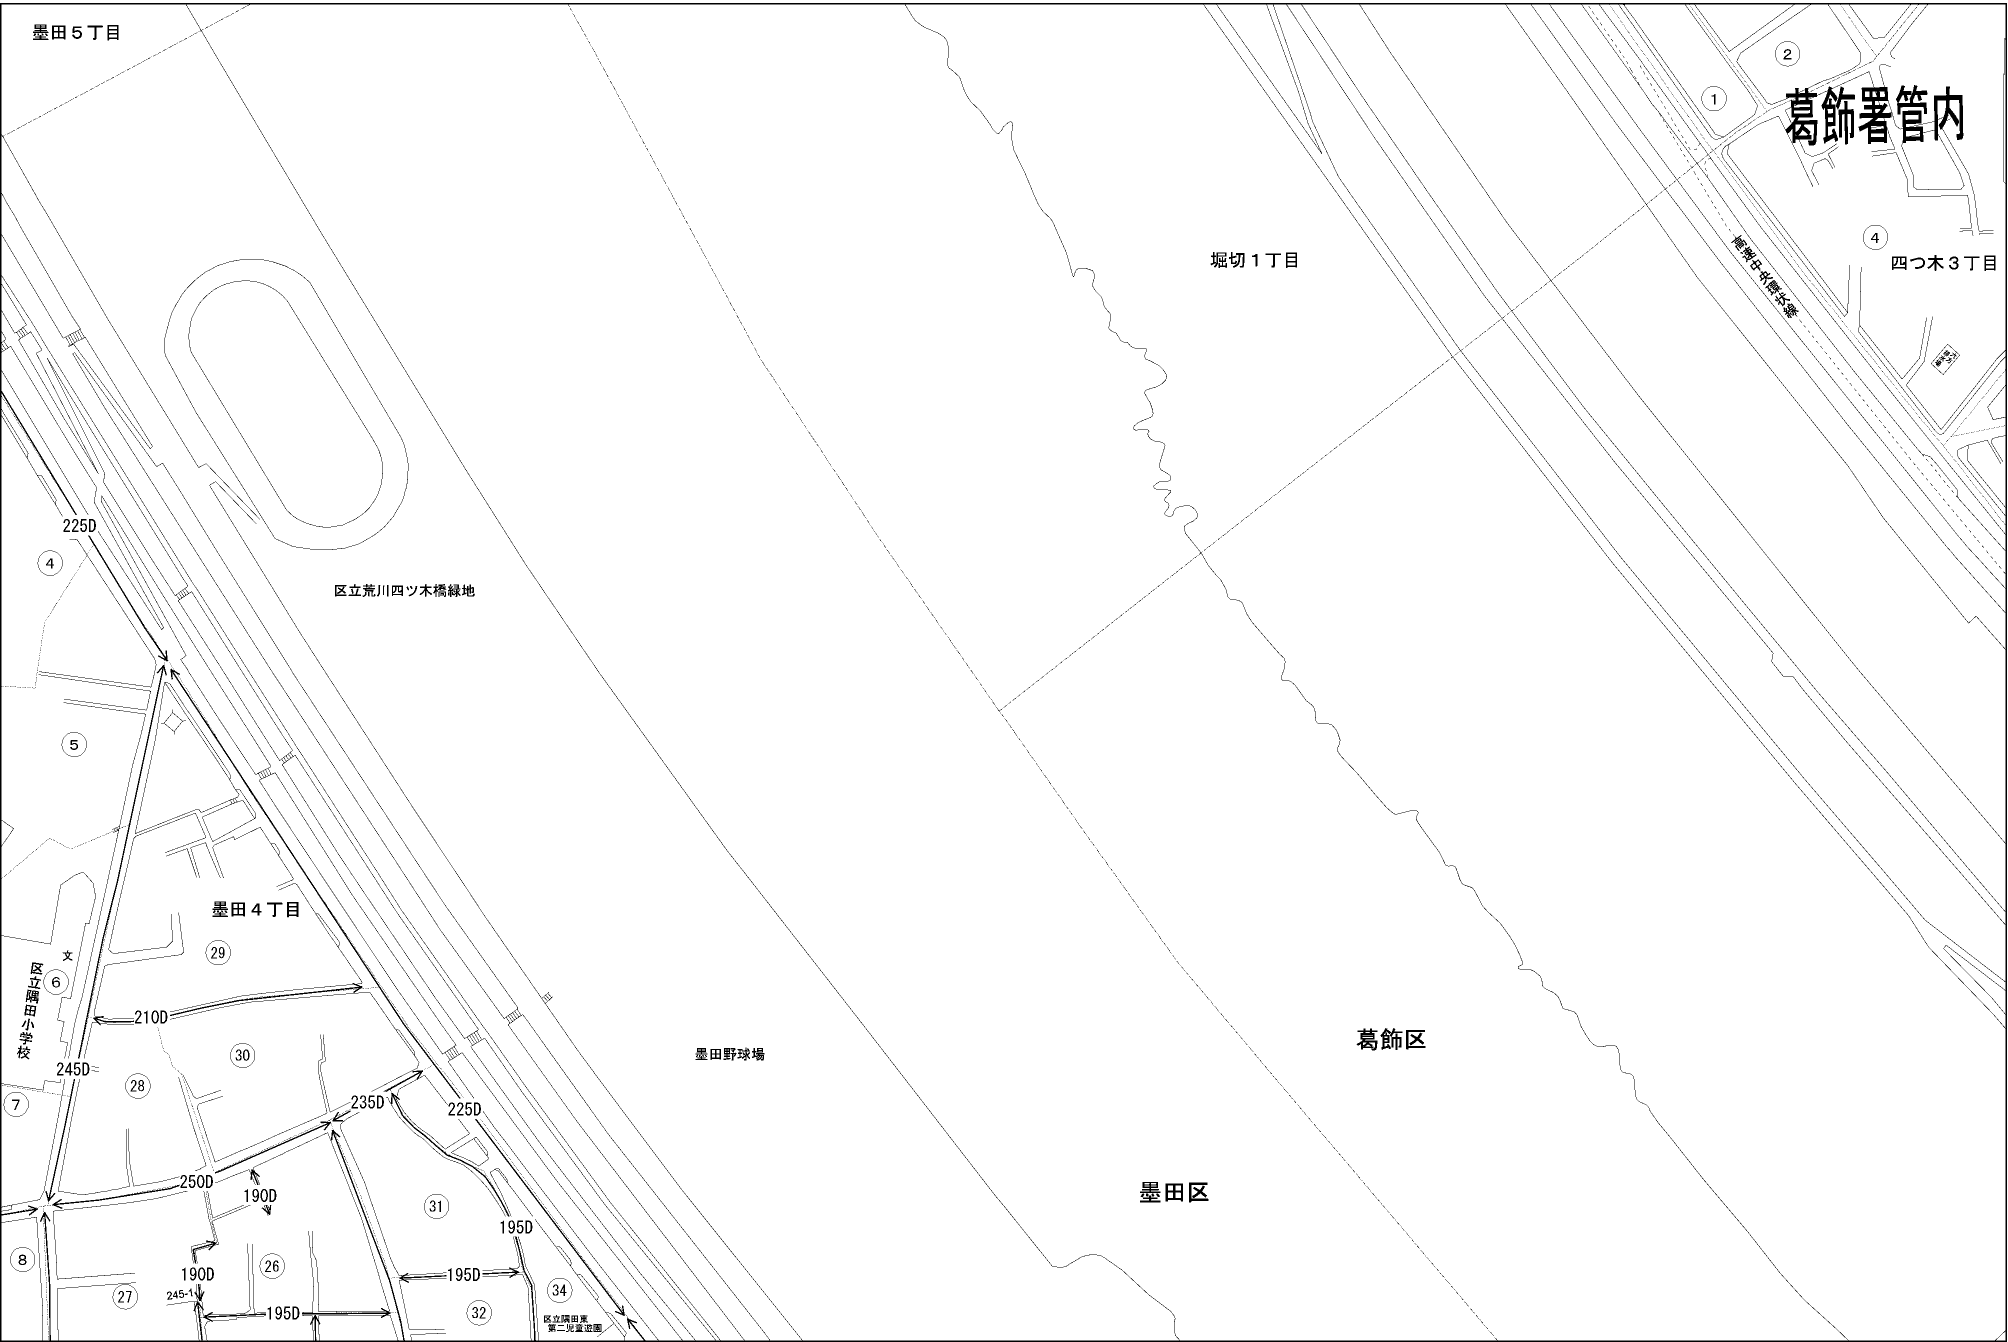 墨田５丁目
2
1
葛飾署管内
4
堀切１丁目
四つ木３丁目
高速中央環状線
225D
4
区立荒川四ツ木橋緑地
5
墨田４丁目
29
文
6
区立隅田小学校
210D
葛飾区
墨田野球場
30
245D
28
7
235D
225D
250D
190D
墨田区
31
195D
8
26
190D
195D
34
27
245-1
195D
32
区立隅田東
第二児童遊園